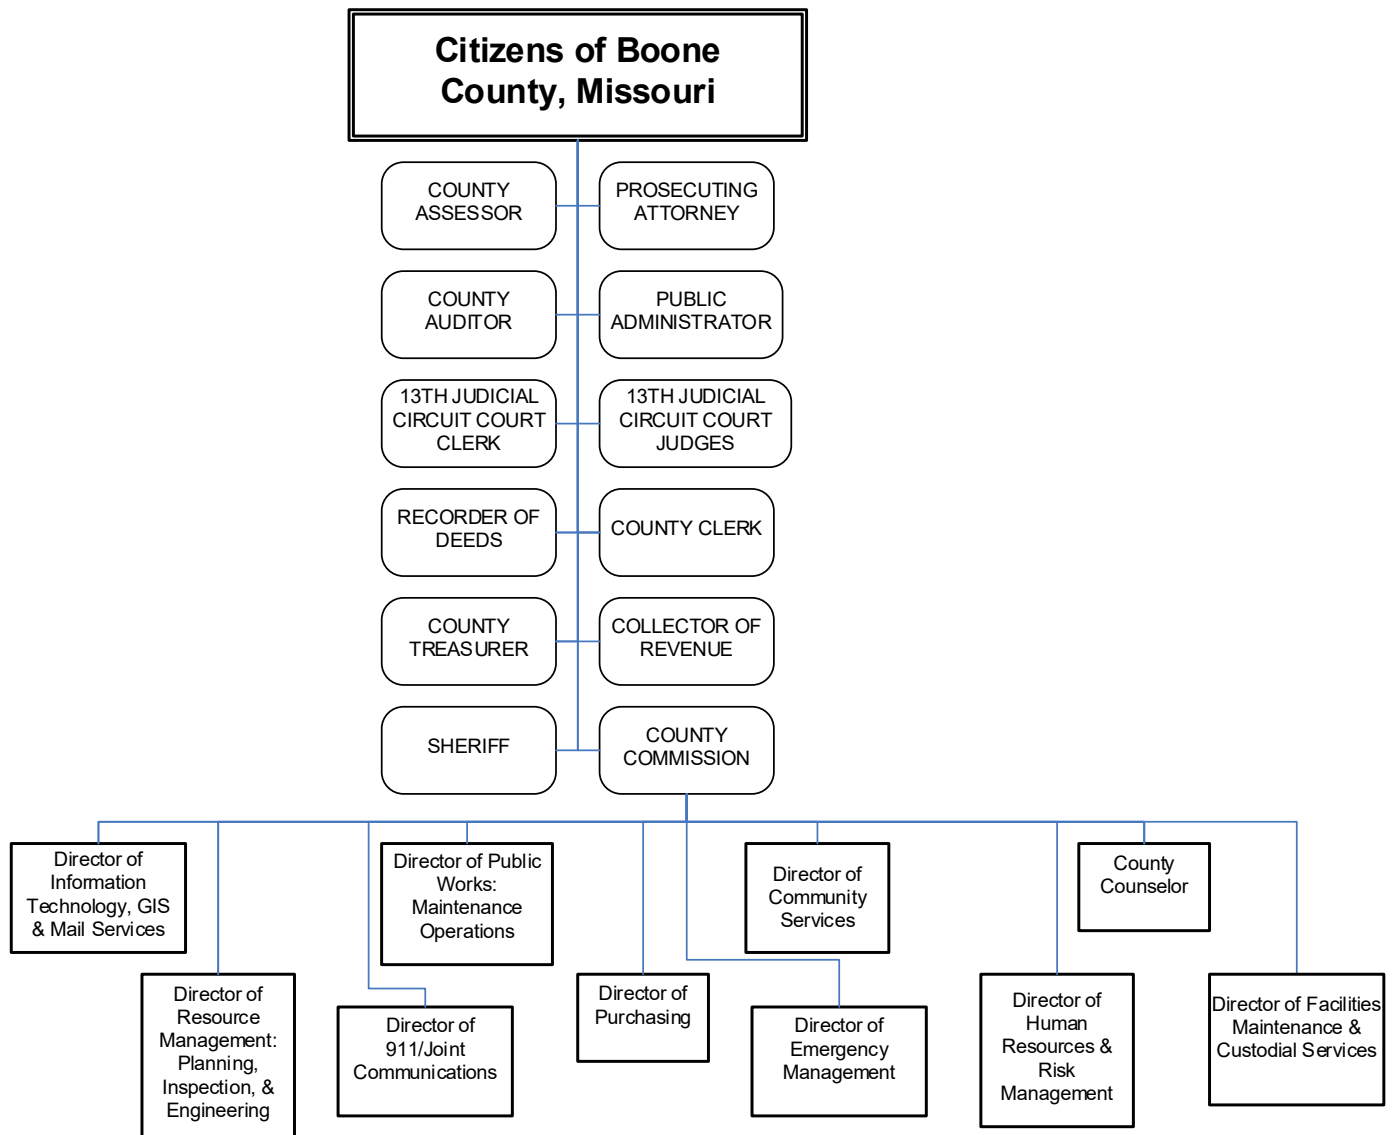 Citizens of Boone
County, Missouri
COUNTY
ASSESSOR
PROSECUTING
ATTORNEY
COUNTY
AUDITOR
PUBLIC
ADMINISTRATOR
13TH JUDICIAL
CIRCUIT COURT
CLERK
13TH JUDICIAL
CIRCUIT COURT
JUDGES
RECORDER OF
DEEDS
COUNTY CLERK
COUNTY
TREASURER
COLLECTOR OF
REVENUE
SHERIFF
COUNTY
COMMISSION
Director of
Information
Technology, GIS
& Mail Services
Director of Public
Works:
Maintenance
Operations
Director of
Community
Services
County
Counselor
Director of
Resource
Management:
Planning,
Inspection, &
Engineering
Director of
911/Joint
Communications
Director of
Purchasing
Director of
Emergency
Management
Director of
Human
Resources &
Risk
Management
Director of Facilities
Maintenance &
Custodial Services